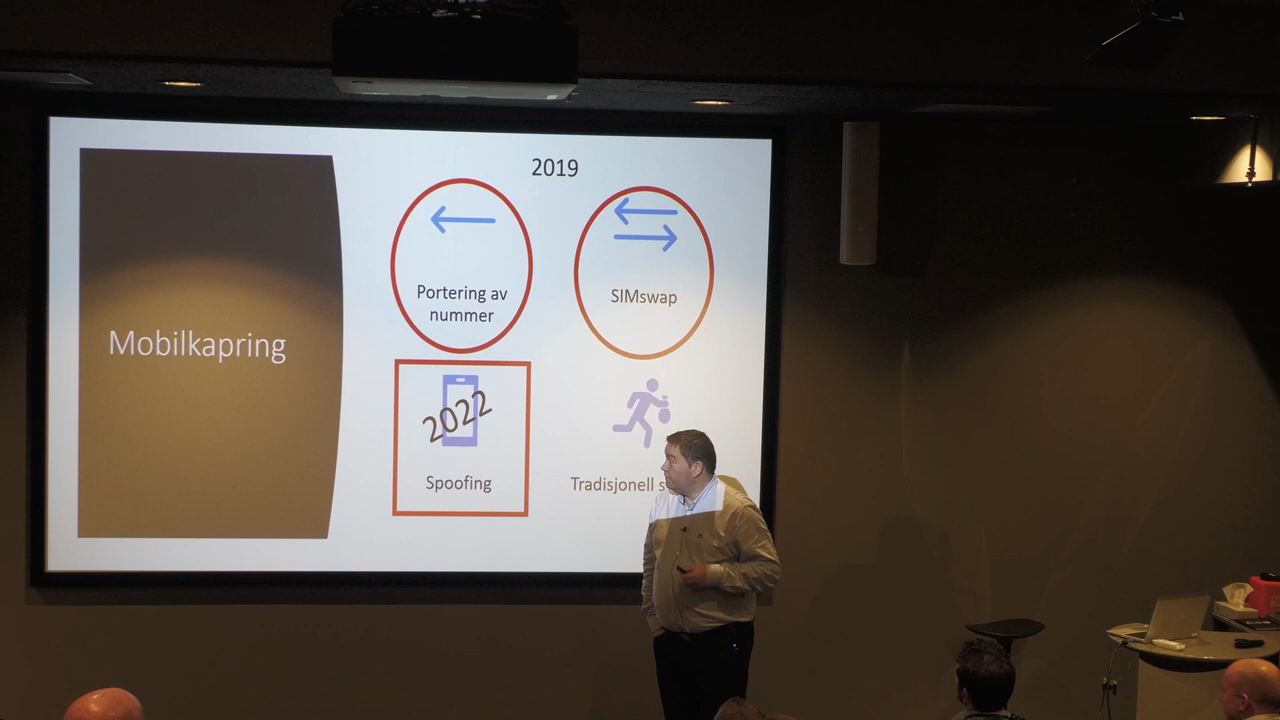 2019
Mobilkapring
Portering av
nummer
SIMswap
2022
Spoofing
Tradisjonell